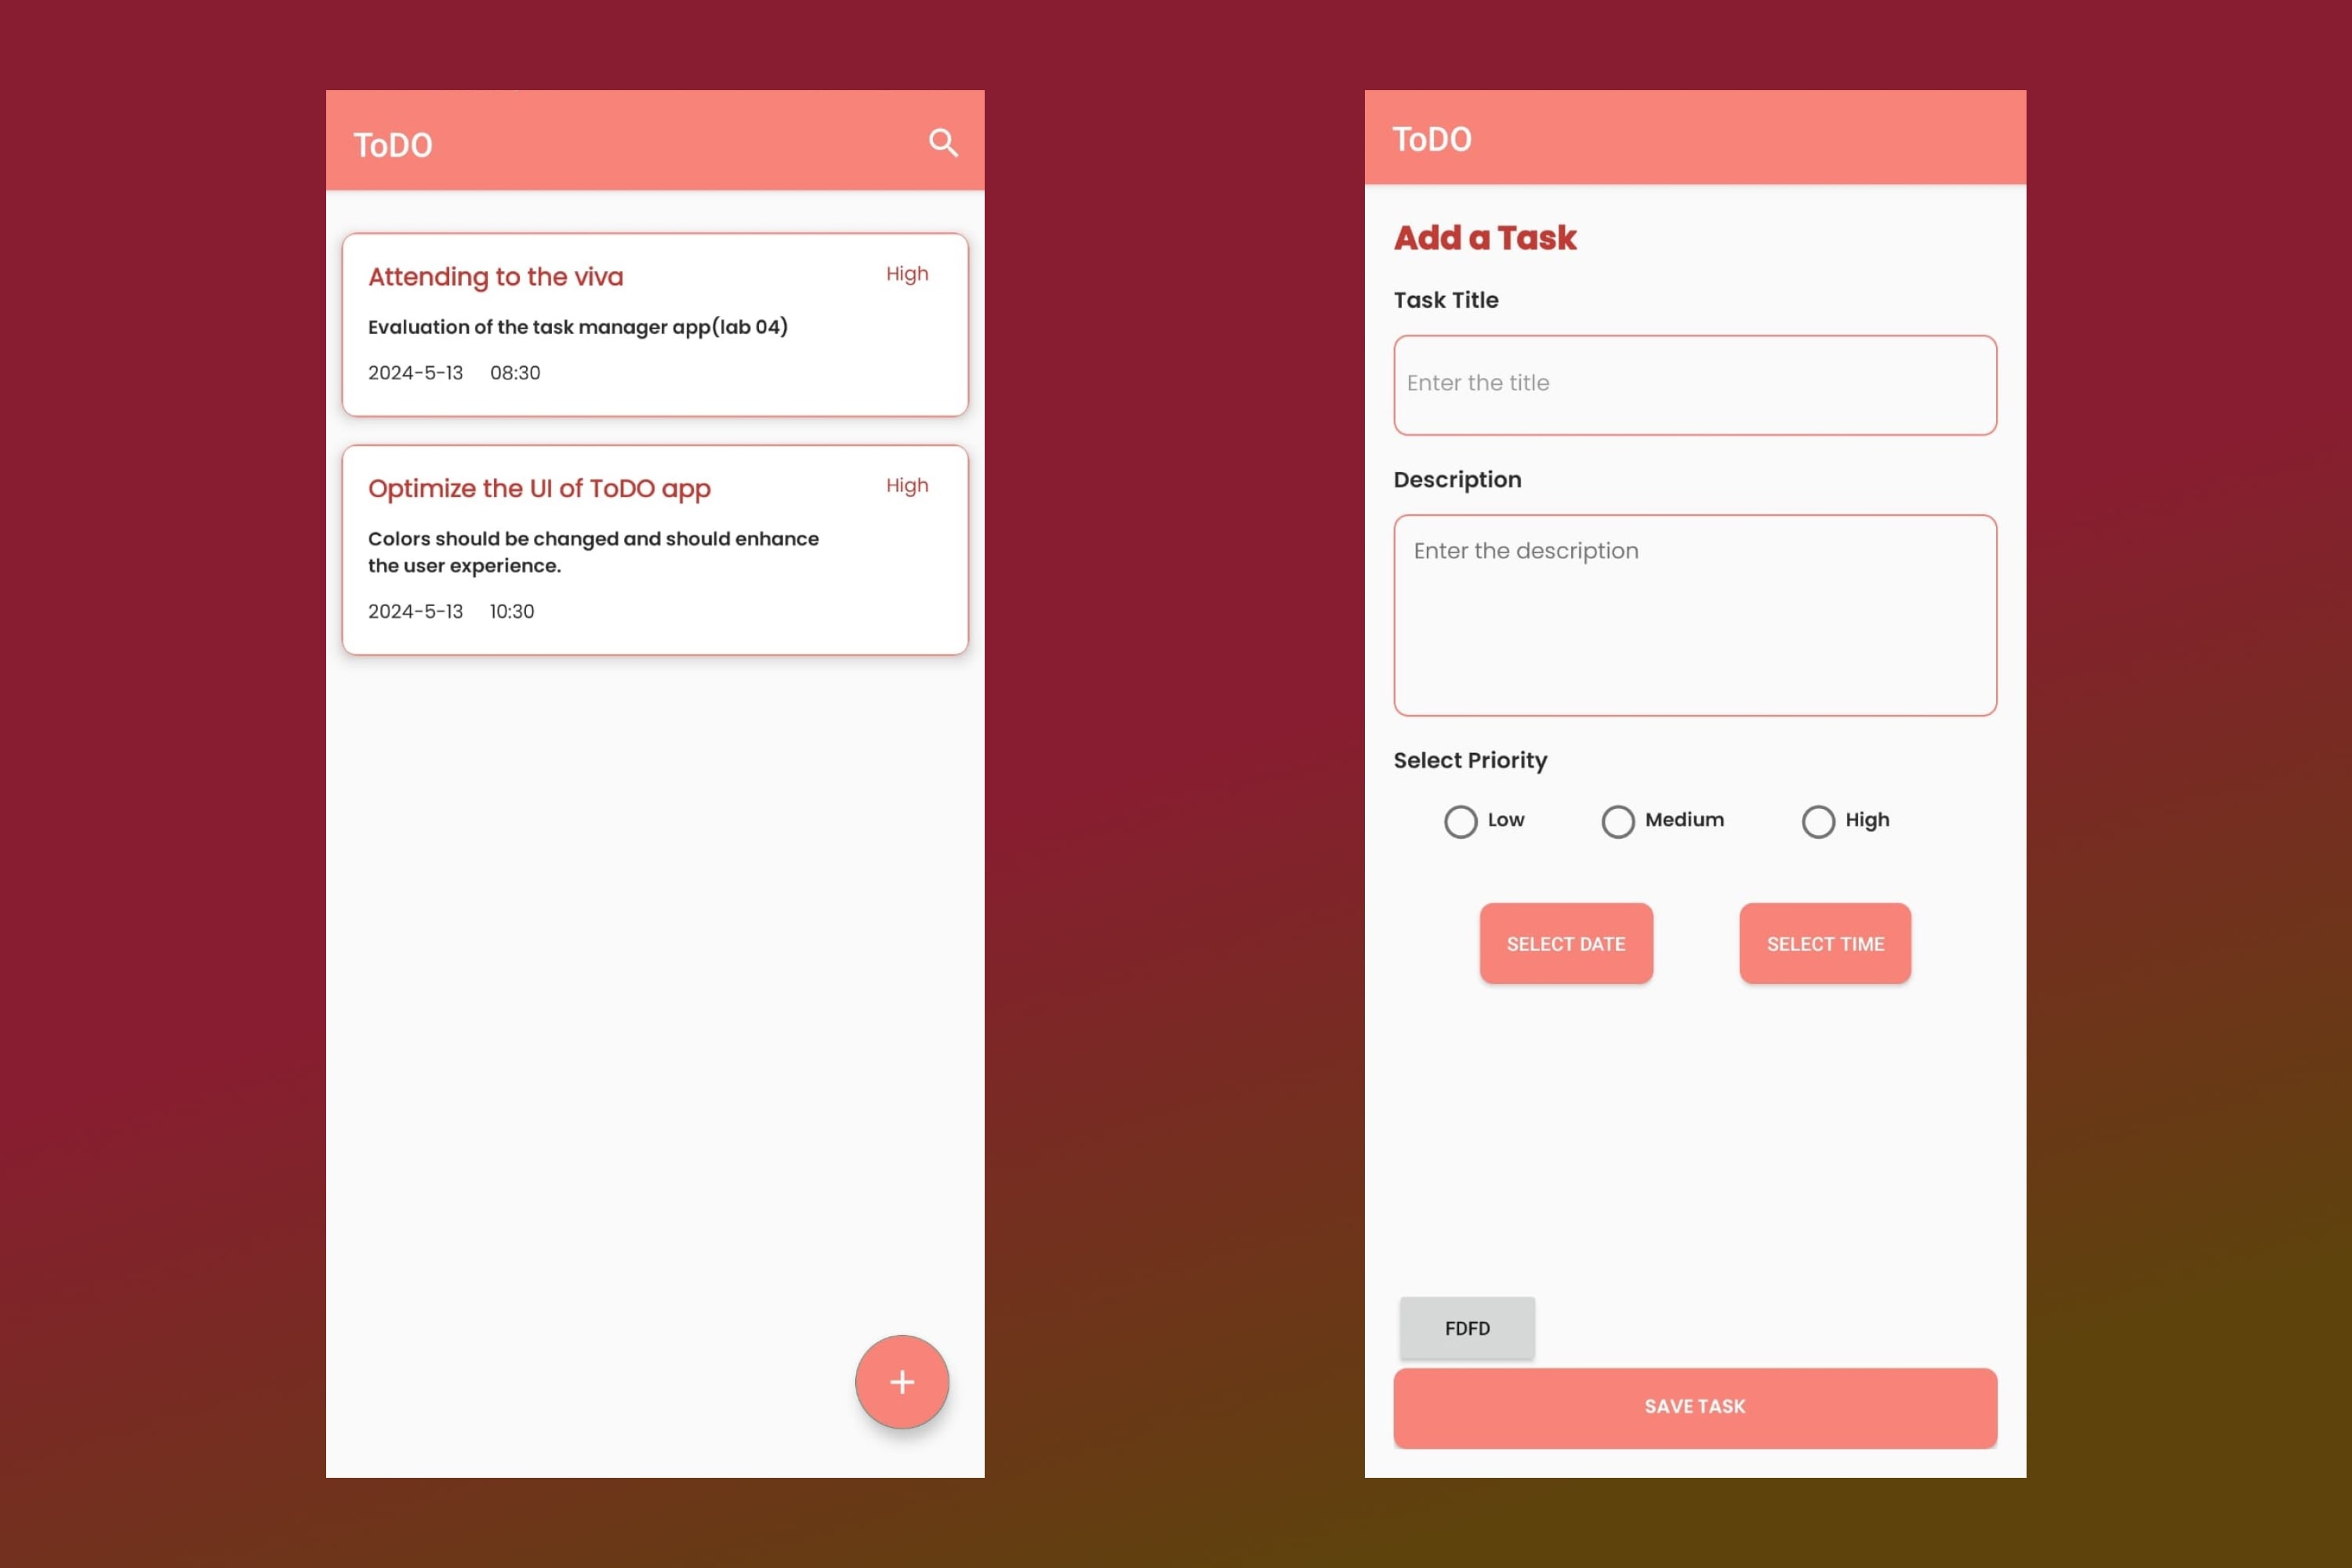 ToDO
Attending to the viva
High
Evaluation of the task manager app(lab 04)
2024-5-13 08:30
Optimize the UI of ToDO app
High
Colors should be changed and should enhance
the user experience.
2024-5-13 10:30
ToDO
Add a Task
Task Title
Enter the title
Description
Enter the description
Select Priority
Low Medium High
SELECT DATE SELECT TIME
FDFD
SAVE TASK